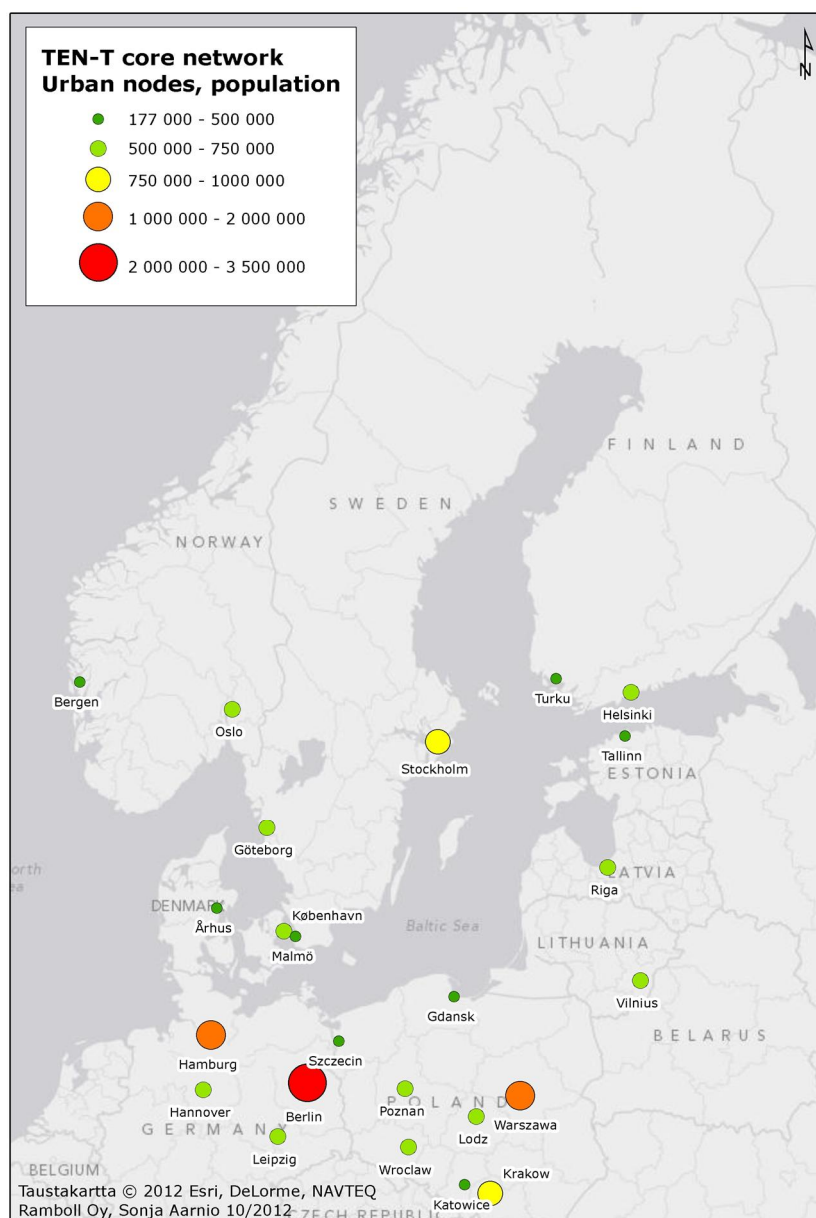 TEN-T core network
Urban nodes, population
177 000 - 500 000
500 000 - 750 000
750 000 - 1000 000
1 000 000 - 2 000 000
2 000 000 - 3 500 000
N
FINLAND
SWEDEN
NORWAY
Bergen
Oslo
Turku
Helsinki
Stockholm
Tallinn
ESTONIA
Göteborg
LATVIA
Riga
DENMARK
Århus
København
Malmö
Baltic Sea
LITHUANIA
Vilnius
Gdansk
BELARUS
Hamburg
Szczecin
Hannover
Berlin
Poznan
POLAND
Lodz
Warszawa
GERMANY
Leipzig
Wroclaw
BELGIUM
Krakow
Katowice
Taustakartta © 2012 Esri, DeLorme, NAVTEQ
Ramboll Oy, Sonja Aarnio 10/2012
CZECH REPUBLIC